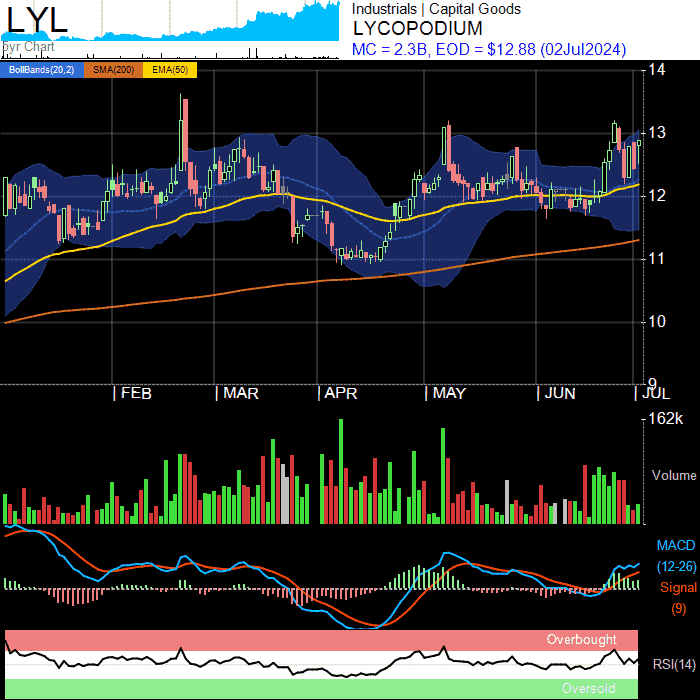 LYL
5yr Chart
Industrials | Capital Goods
LYCOPODIUM
MC = 2.3B, EOD = $12.88 (02Jul2024)
BollBands(20,2) SMA(200) EMA(50)
14
13
12
11
10
9
FEB MAR APR MAY JUN JUL
162k
Volume
MACD
(12-26)
Signal
(9)
Overbought
RSI(14)
Oversold